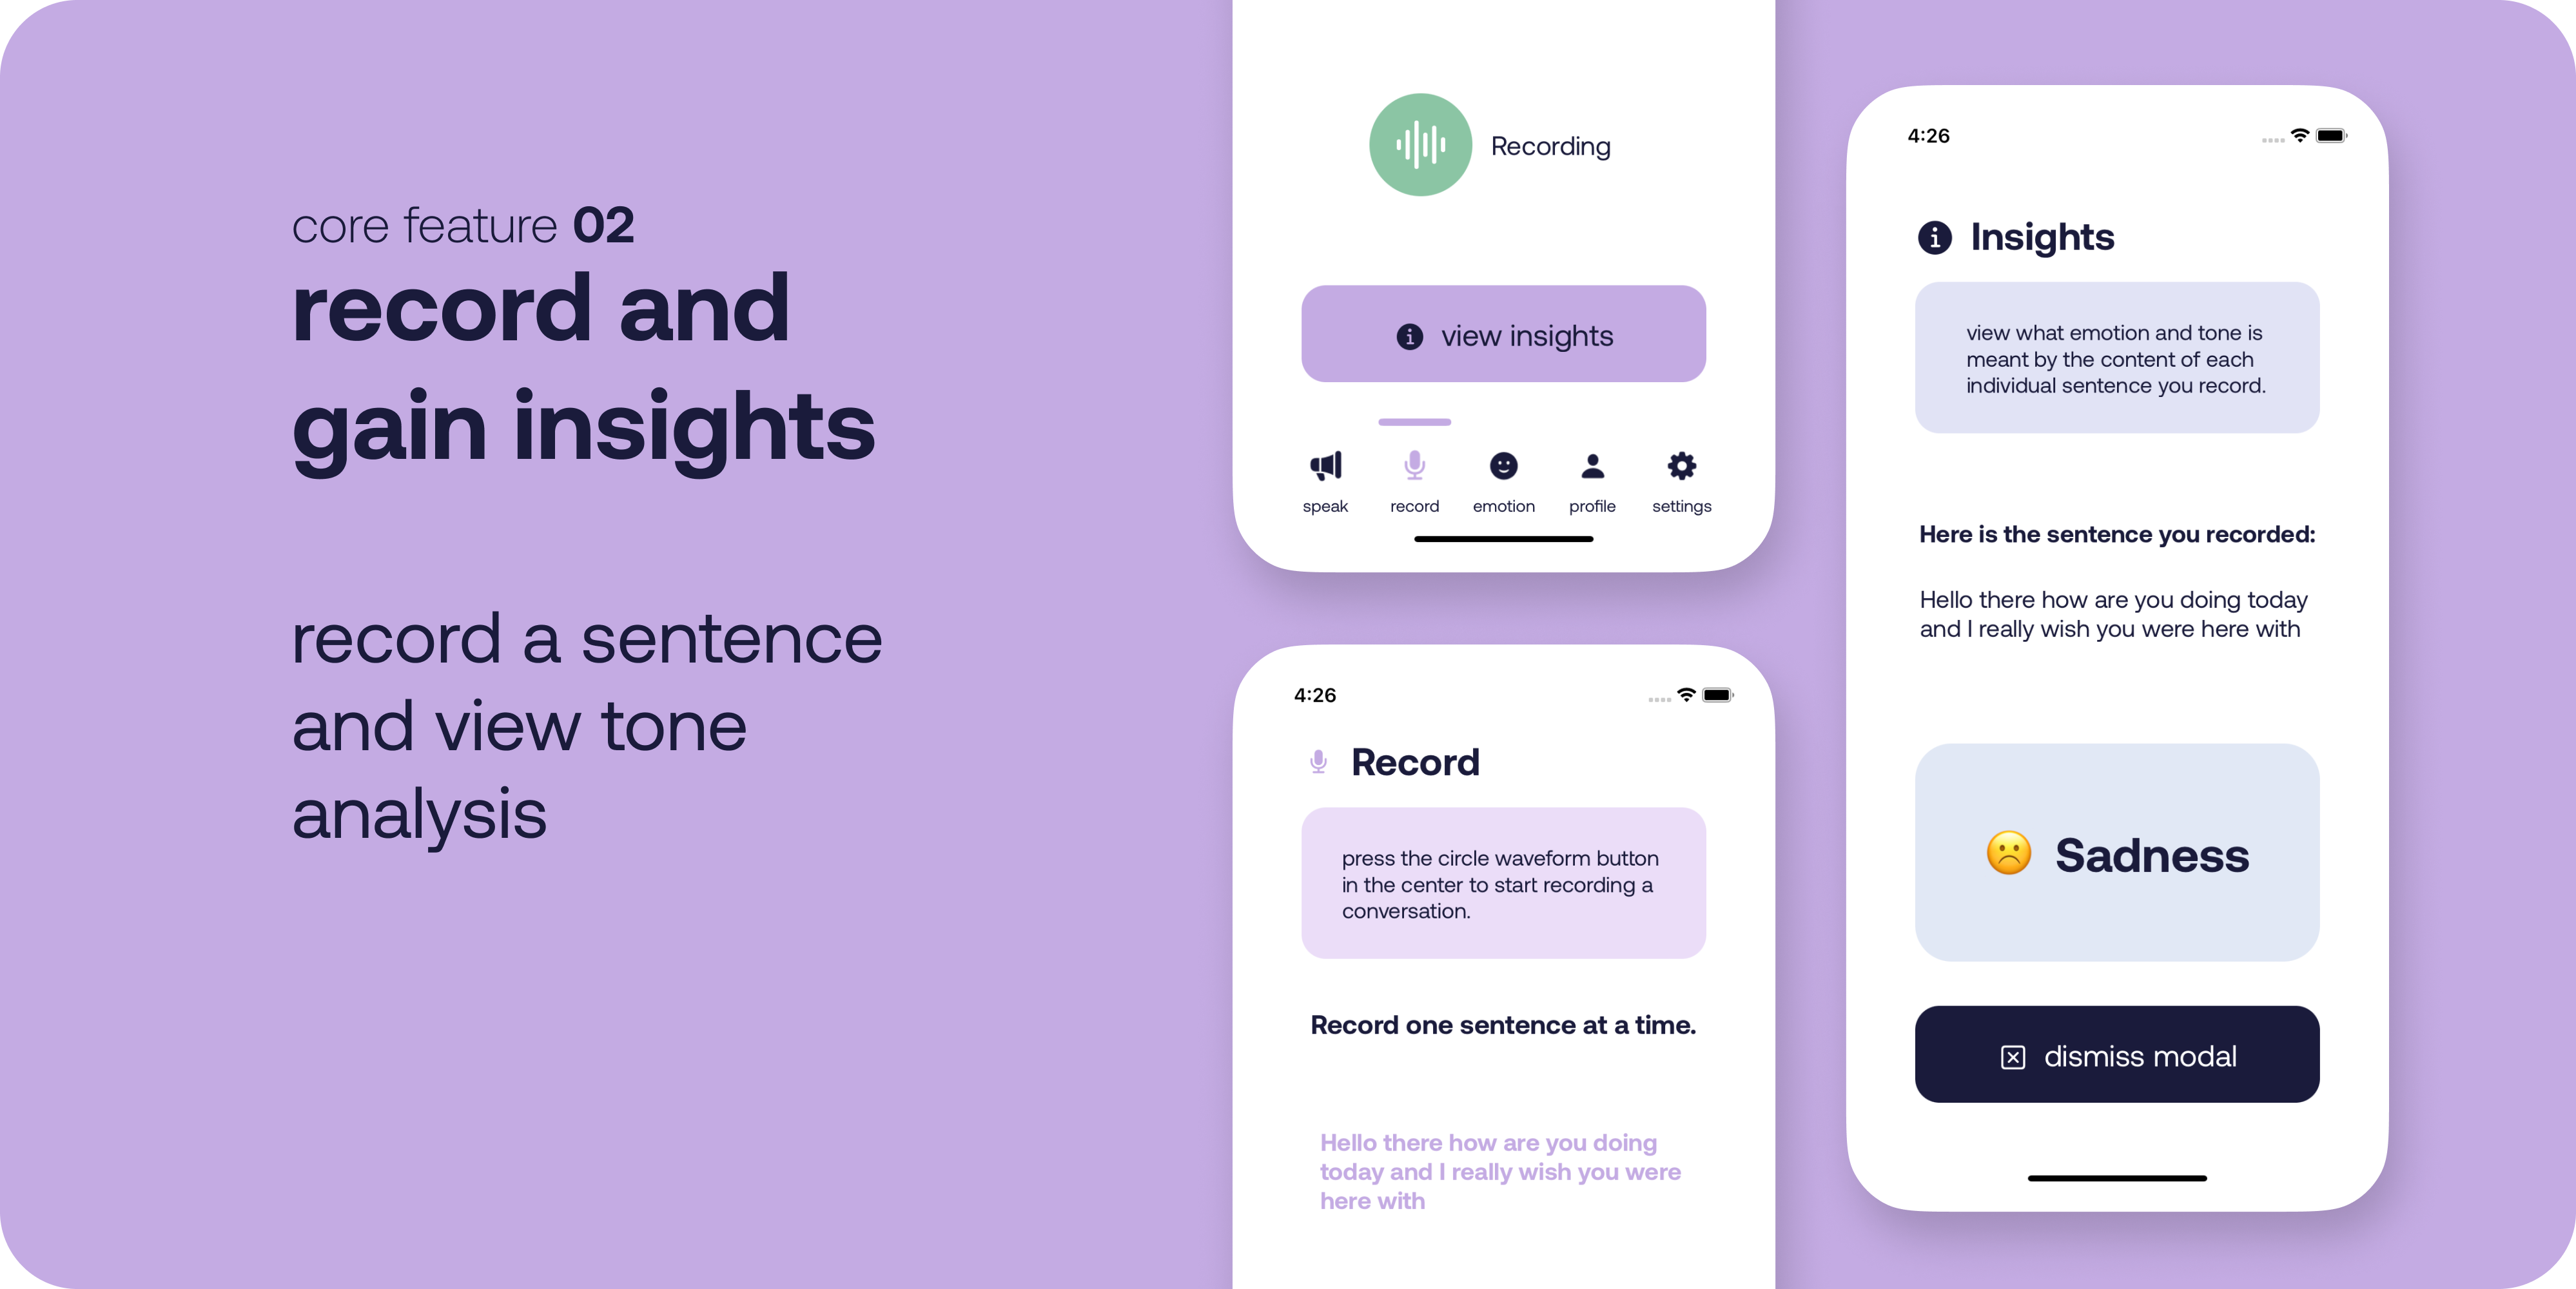 core feature 02
record and
gain insights
record a sentence
and view tone
analysis
Recording
view insights
speak
record
emotion
profile
settings
4:26
Record
press the circle waveform button
in the center to start recording a
conversation.
Record one sentence at a time.
Hello there how are you doing
today and I really wish you were
here with
4:26
Insights
view what emotion and tone is
meant by the content of each
individual sentence you record.
Here is the sentence you recorded:
Hello there how are you doing today
and I really wish you were here with
Sadness
dismiss modal